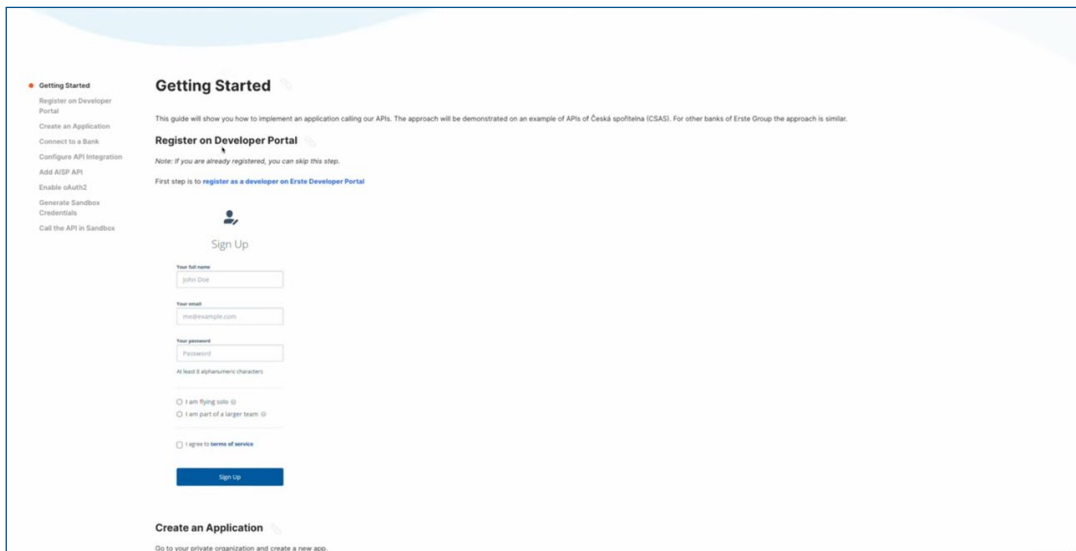 Getting Started
Register on Developer
Portal
Create an Application
Connect to a Bank
Configure API Integration
Add AISP API
Enable oAuth2
Generate Sandbox
Credentials
Call the API in Sandbox
Getting Started
This guide will show you how to implement an application calling our APIs. The approach will be demonstrated on an example of APIs of Česká spořitelna (CSAS). For other banks of Erste Group the approach is similar.
Register on Developer Portal
Note: if you are already registered, you can skip this step.
First step is to register as a developer on Erste Developer Portal
Sign Up
Your full name
John Doe
Your email
me@example.com
Your password
Password
At least 8 alphanumeric characters
I am flying solo
I am part of a larger team
I agree to terms of service
Sign Up
Create an Application
Go to your private organization and create a new app.